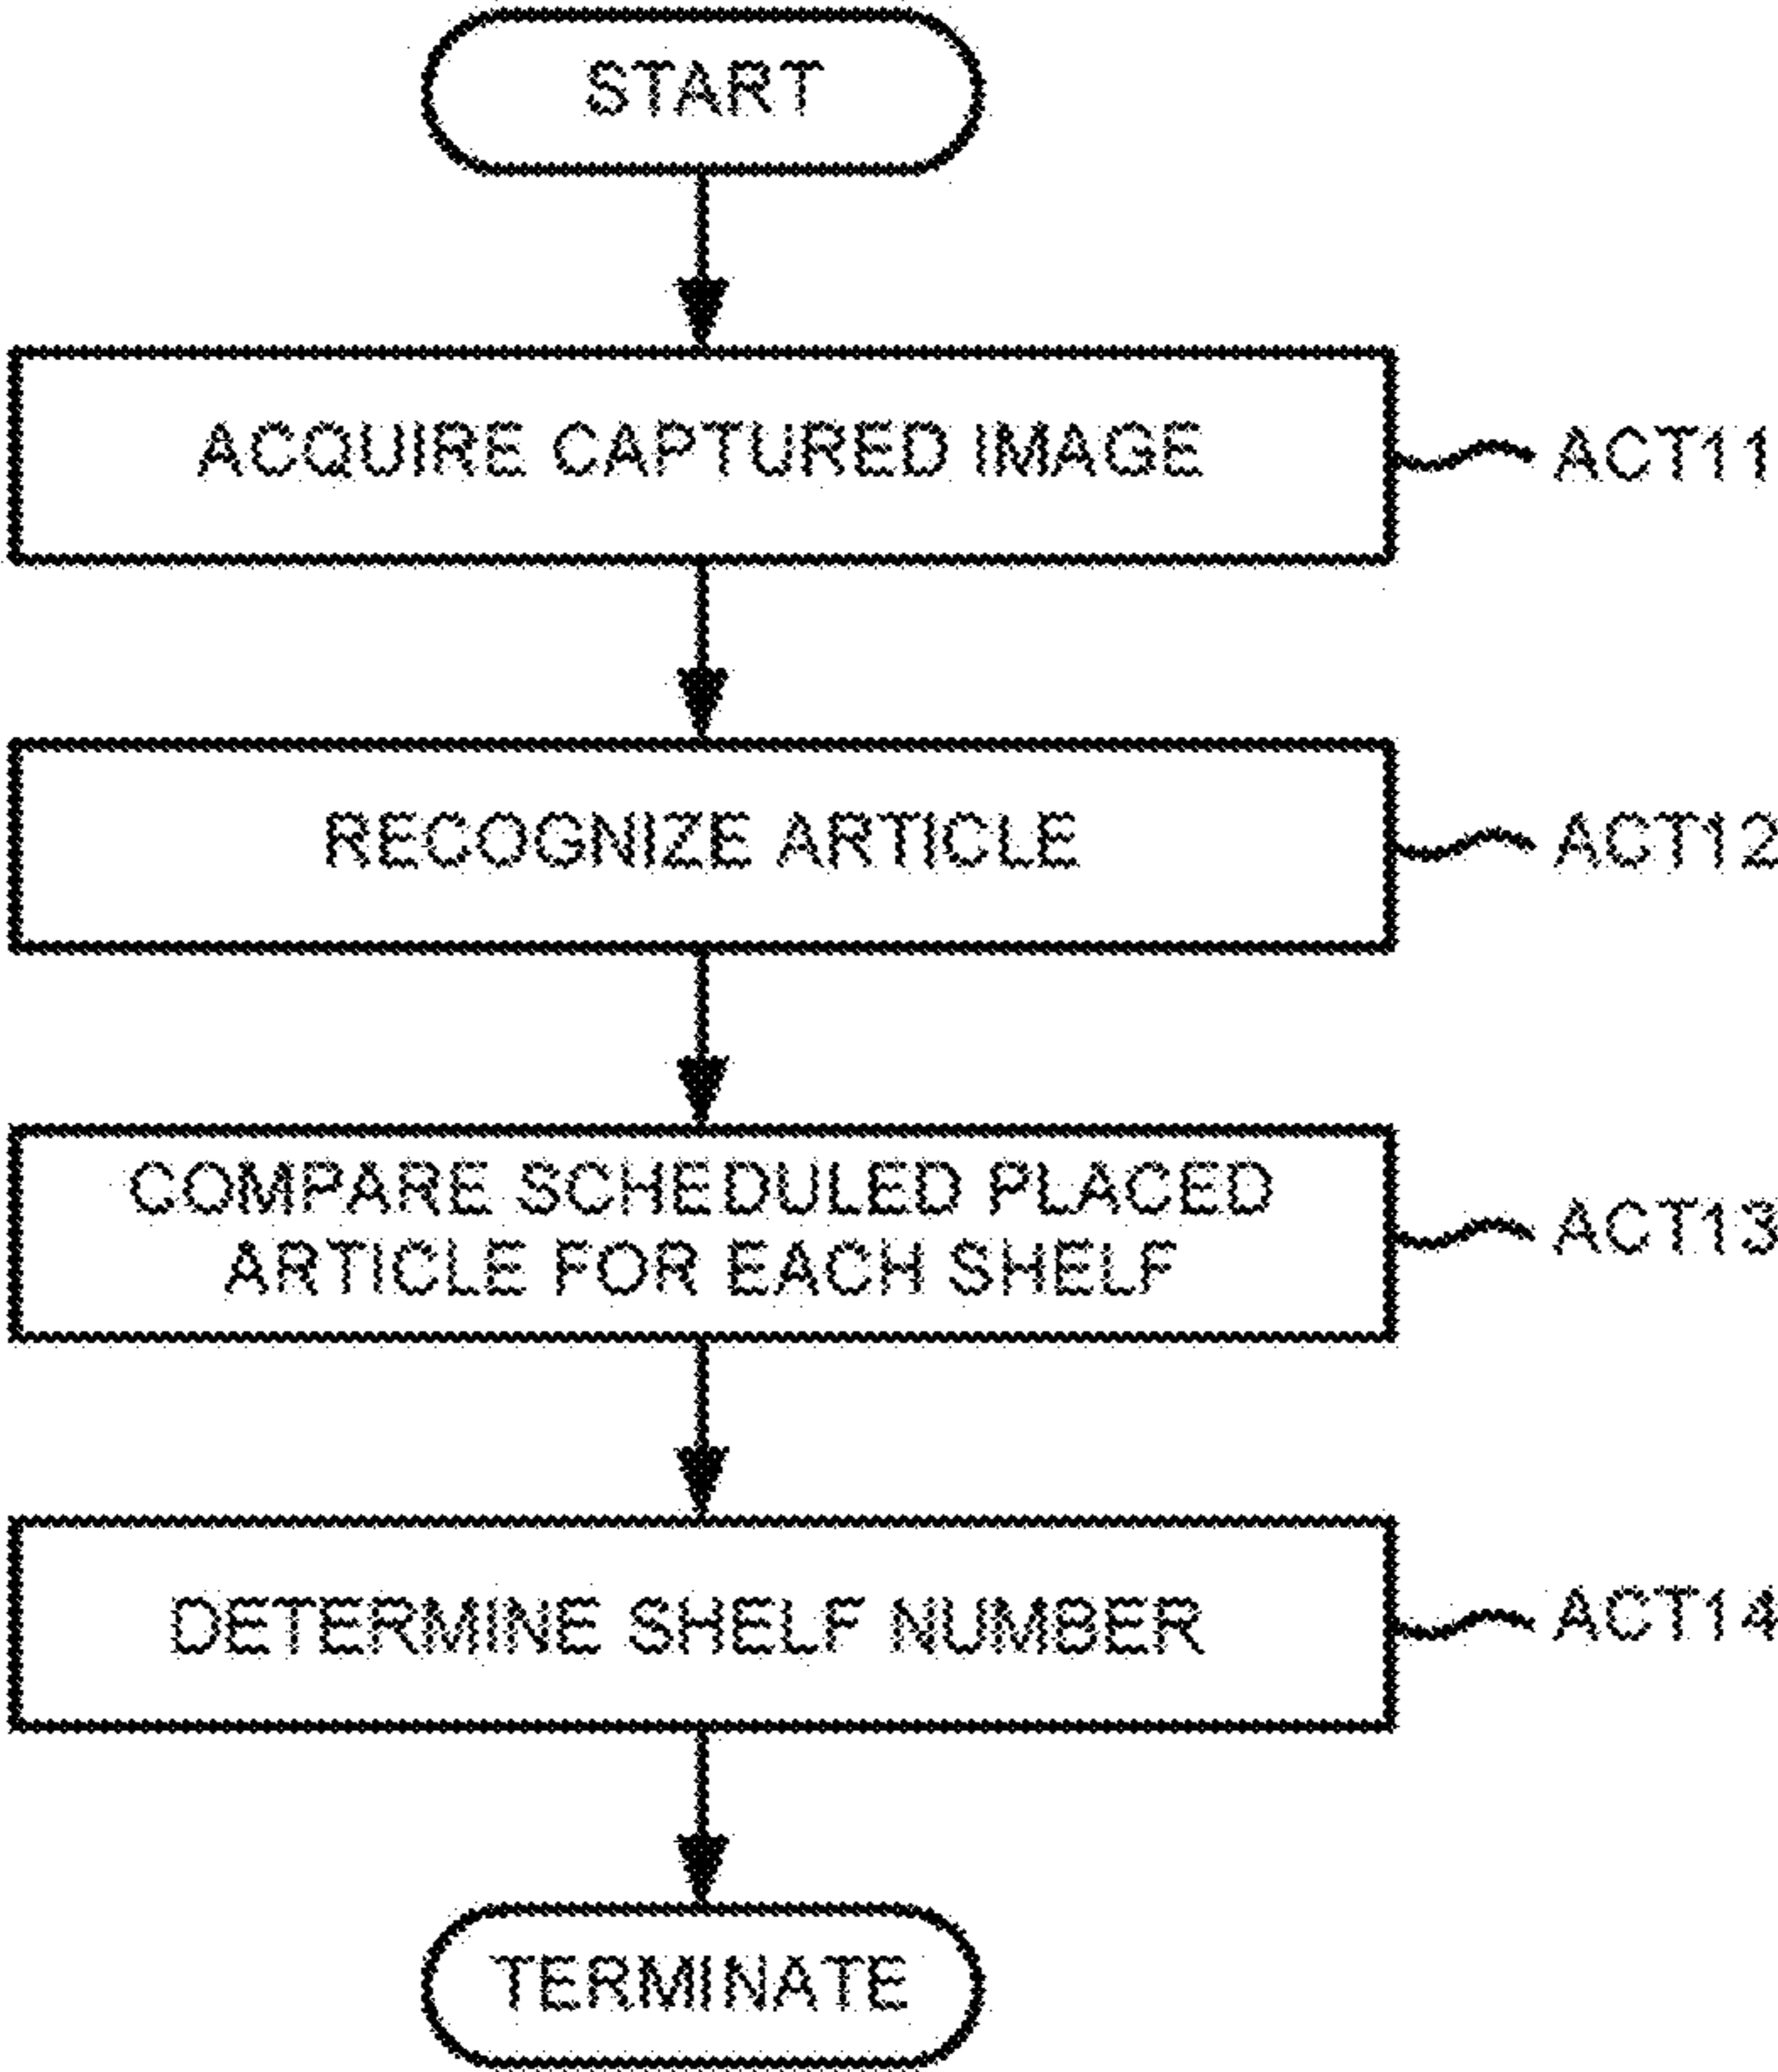 START
ACQUIRE CAPTURED IMAGE
ACT11
RECOGNIZE ARTICLE
ACT12
COMPARE SCHEDULED PLACED
ARTICLE FOR EACH SHELF
ACT13
DETERMINE SHELF NUMBER
ACT14
TERMINATE